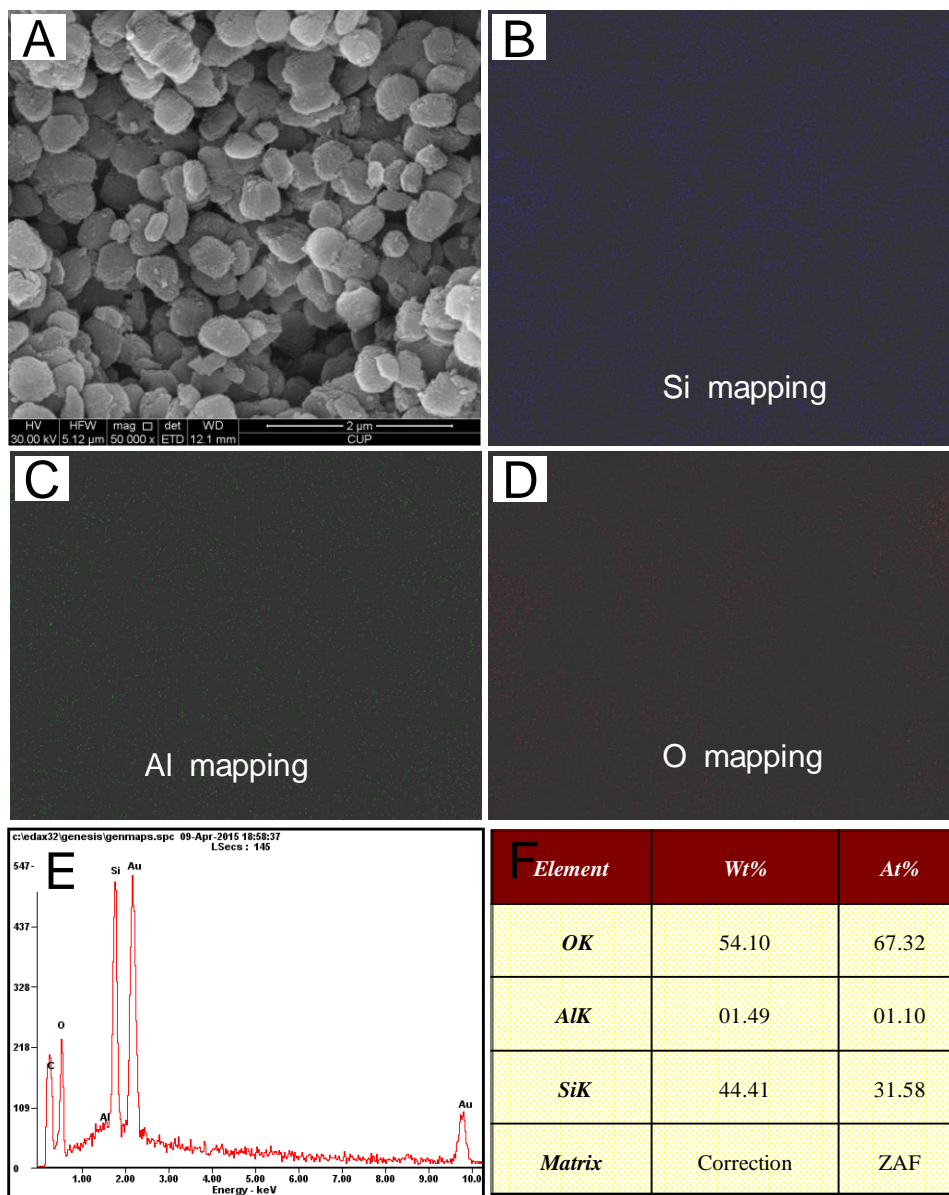 A
HV HFW mag □ det WD 2 µm
30.00 kV 5.12 µm 50 000 x ETD 12.1 mm CUP
B
Si mapping
C
Al mapping
D
O mapping
c:\edax32\genesis\genmaps.spc 09-Apr-2015 18:58:37
LSecs : 145
E
547-
437-
328-
218-
109-
0
C
O
Al
Si
Au
Au
1.00 2.00 3.00 4.00 5.00 6.00 7.00 8.00 9.00 10.0
Energy - keV
F
Element Wt% At%
OK 54.10 67.32
AlK 01.49 01.10
SiK 44.41 31.58
Matrix Correction ZAF